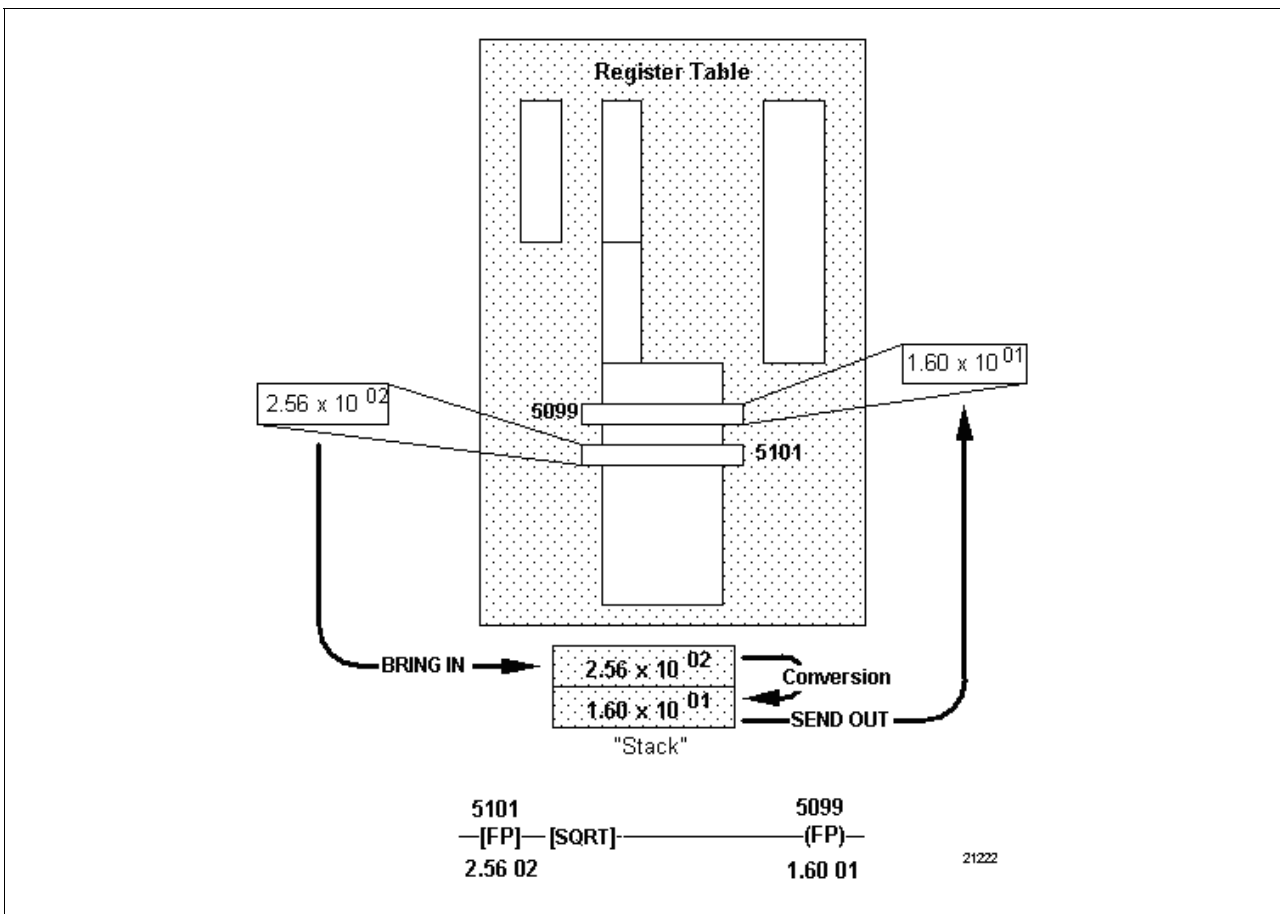 Register Table
1.60 x 10 01
2.56 x 10 02
5099
5101
BRING IN
2.56 x 10 02
Conversion
1.60 x 10 01
SEND OUT
"Stack"
5101 5099
[FP] [SQRT] (FP)
2.56 02 1.60 01
21222